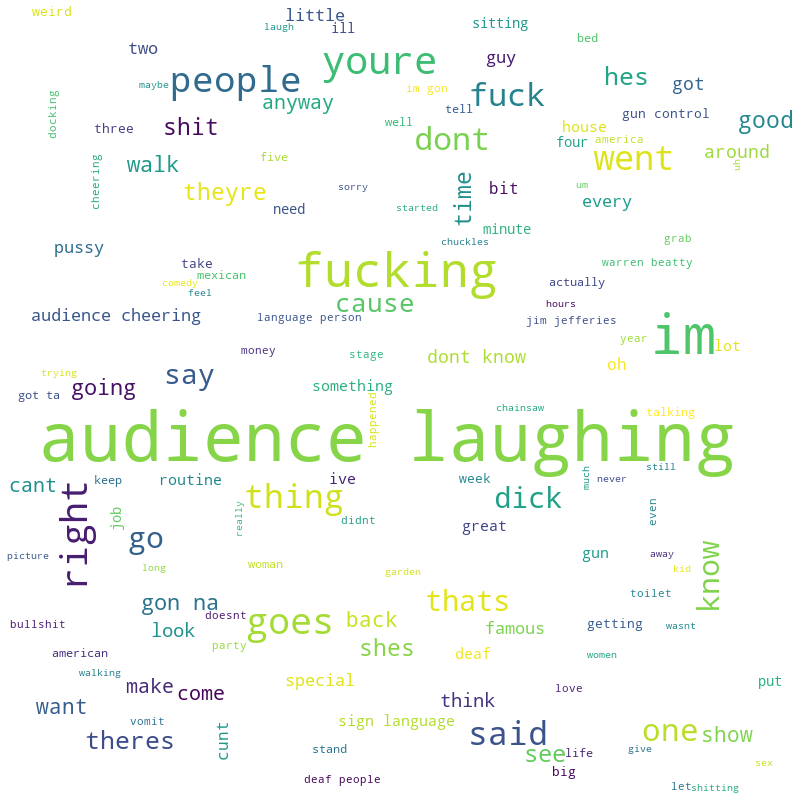 weird
little
laugh
ill
sitting
bed
two
youre
guy
people
maybe
im gon
fuck
hes
got
anyway
tell
gun control
good
docking
three
shit
well
dont
house
america
four
went
around
uh
walk
five
cheering
theyre
sorry
time
bit
um
every
need
started
minute
chuckles
grab
pussy
take
mexican
fucking
actually
warren beatty
comedy
feel
cause
hours
audience cheering
language person
jim jefferies
im
year
lot
money
stage
dont know
oh
trying
say
going
got ta
something
happened
chainsaw
talking
audience laughing
cant
keep
routine
ive
week
much
never
still
right
job
really
thing
didnt
dick
great
even
go
picture
long
woman
garden
gun
away
kid
know
toilet
gon na
doesnt
goes
back
thats
famous
getting
wasnt
bullshit
look
party
shes
deaf
women
american
walking
make
come
special
think
love
put
want
vomit
sign language
said
one
show
theres
cunt
stand
see
life
give
deaf people
big
let
shitting
sex